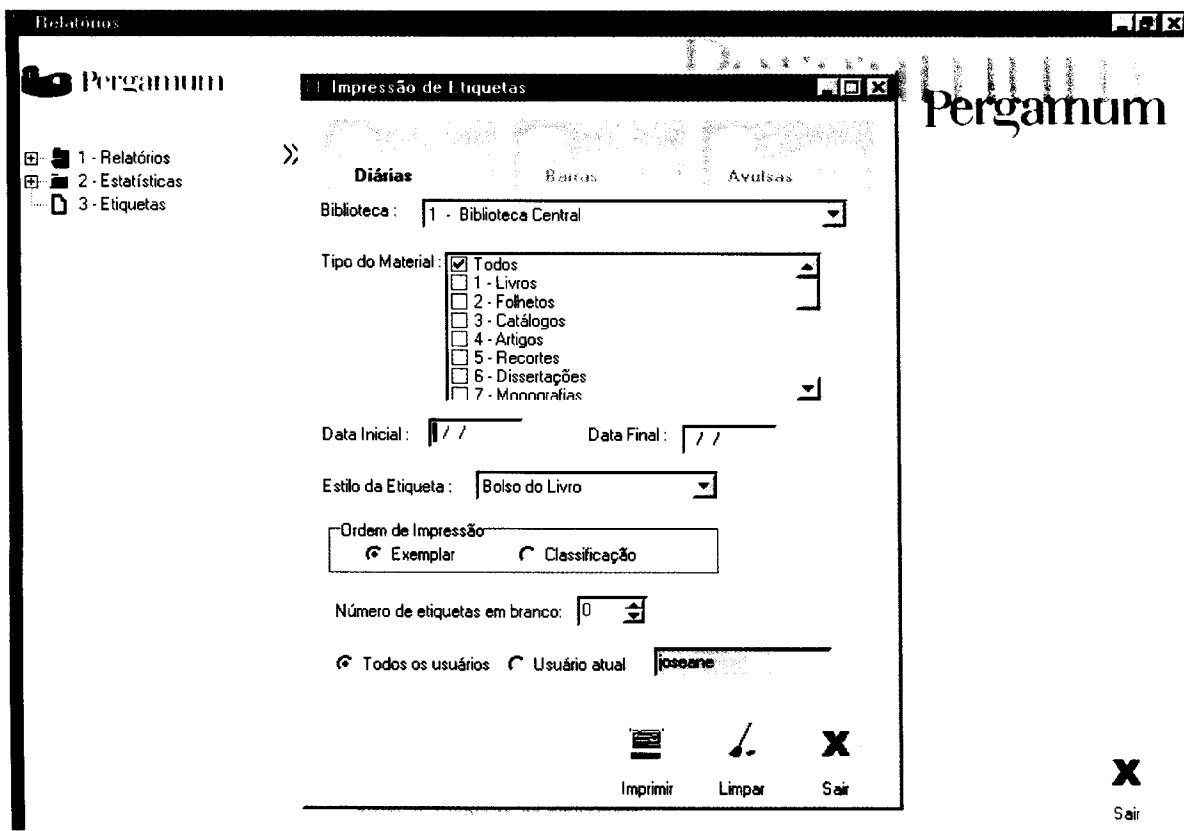 Relatórios
Pergamum
Pergamum
1 - Relatórios
2 - Estatísticas
3 - Etiquetas
Impressão de Etiquetas
Diárias Barras Avulsas
Biblioteca : 1 - Biblioteca Central
Tipo do Material : Todos
1 - Livros
2 - Folhetos
3 - Catálogos
4 - Artigos
5 - Recortes
6 - Dissertações
7 - Monografias
Data Inicial : / / Data Final : / /
Estilo da Etiqueta : Bolso do Livro
Ordem de Impressão
Exemplar Classificação
Número de etiquetas em branco: 0
Todos os usuários Usuário atual joseane
Imprimir Limpar Sair
Sair